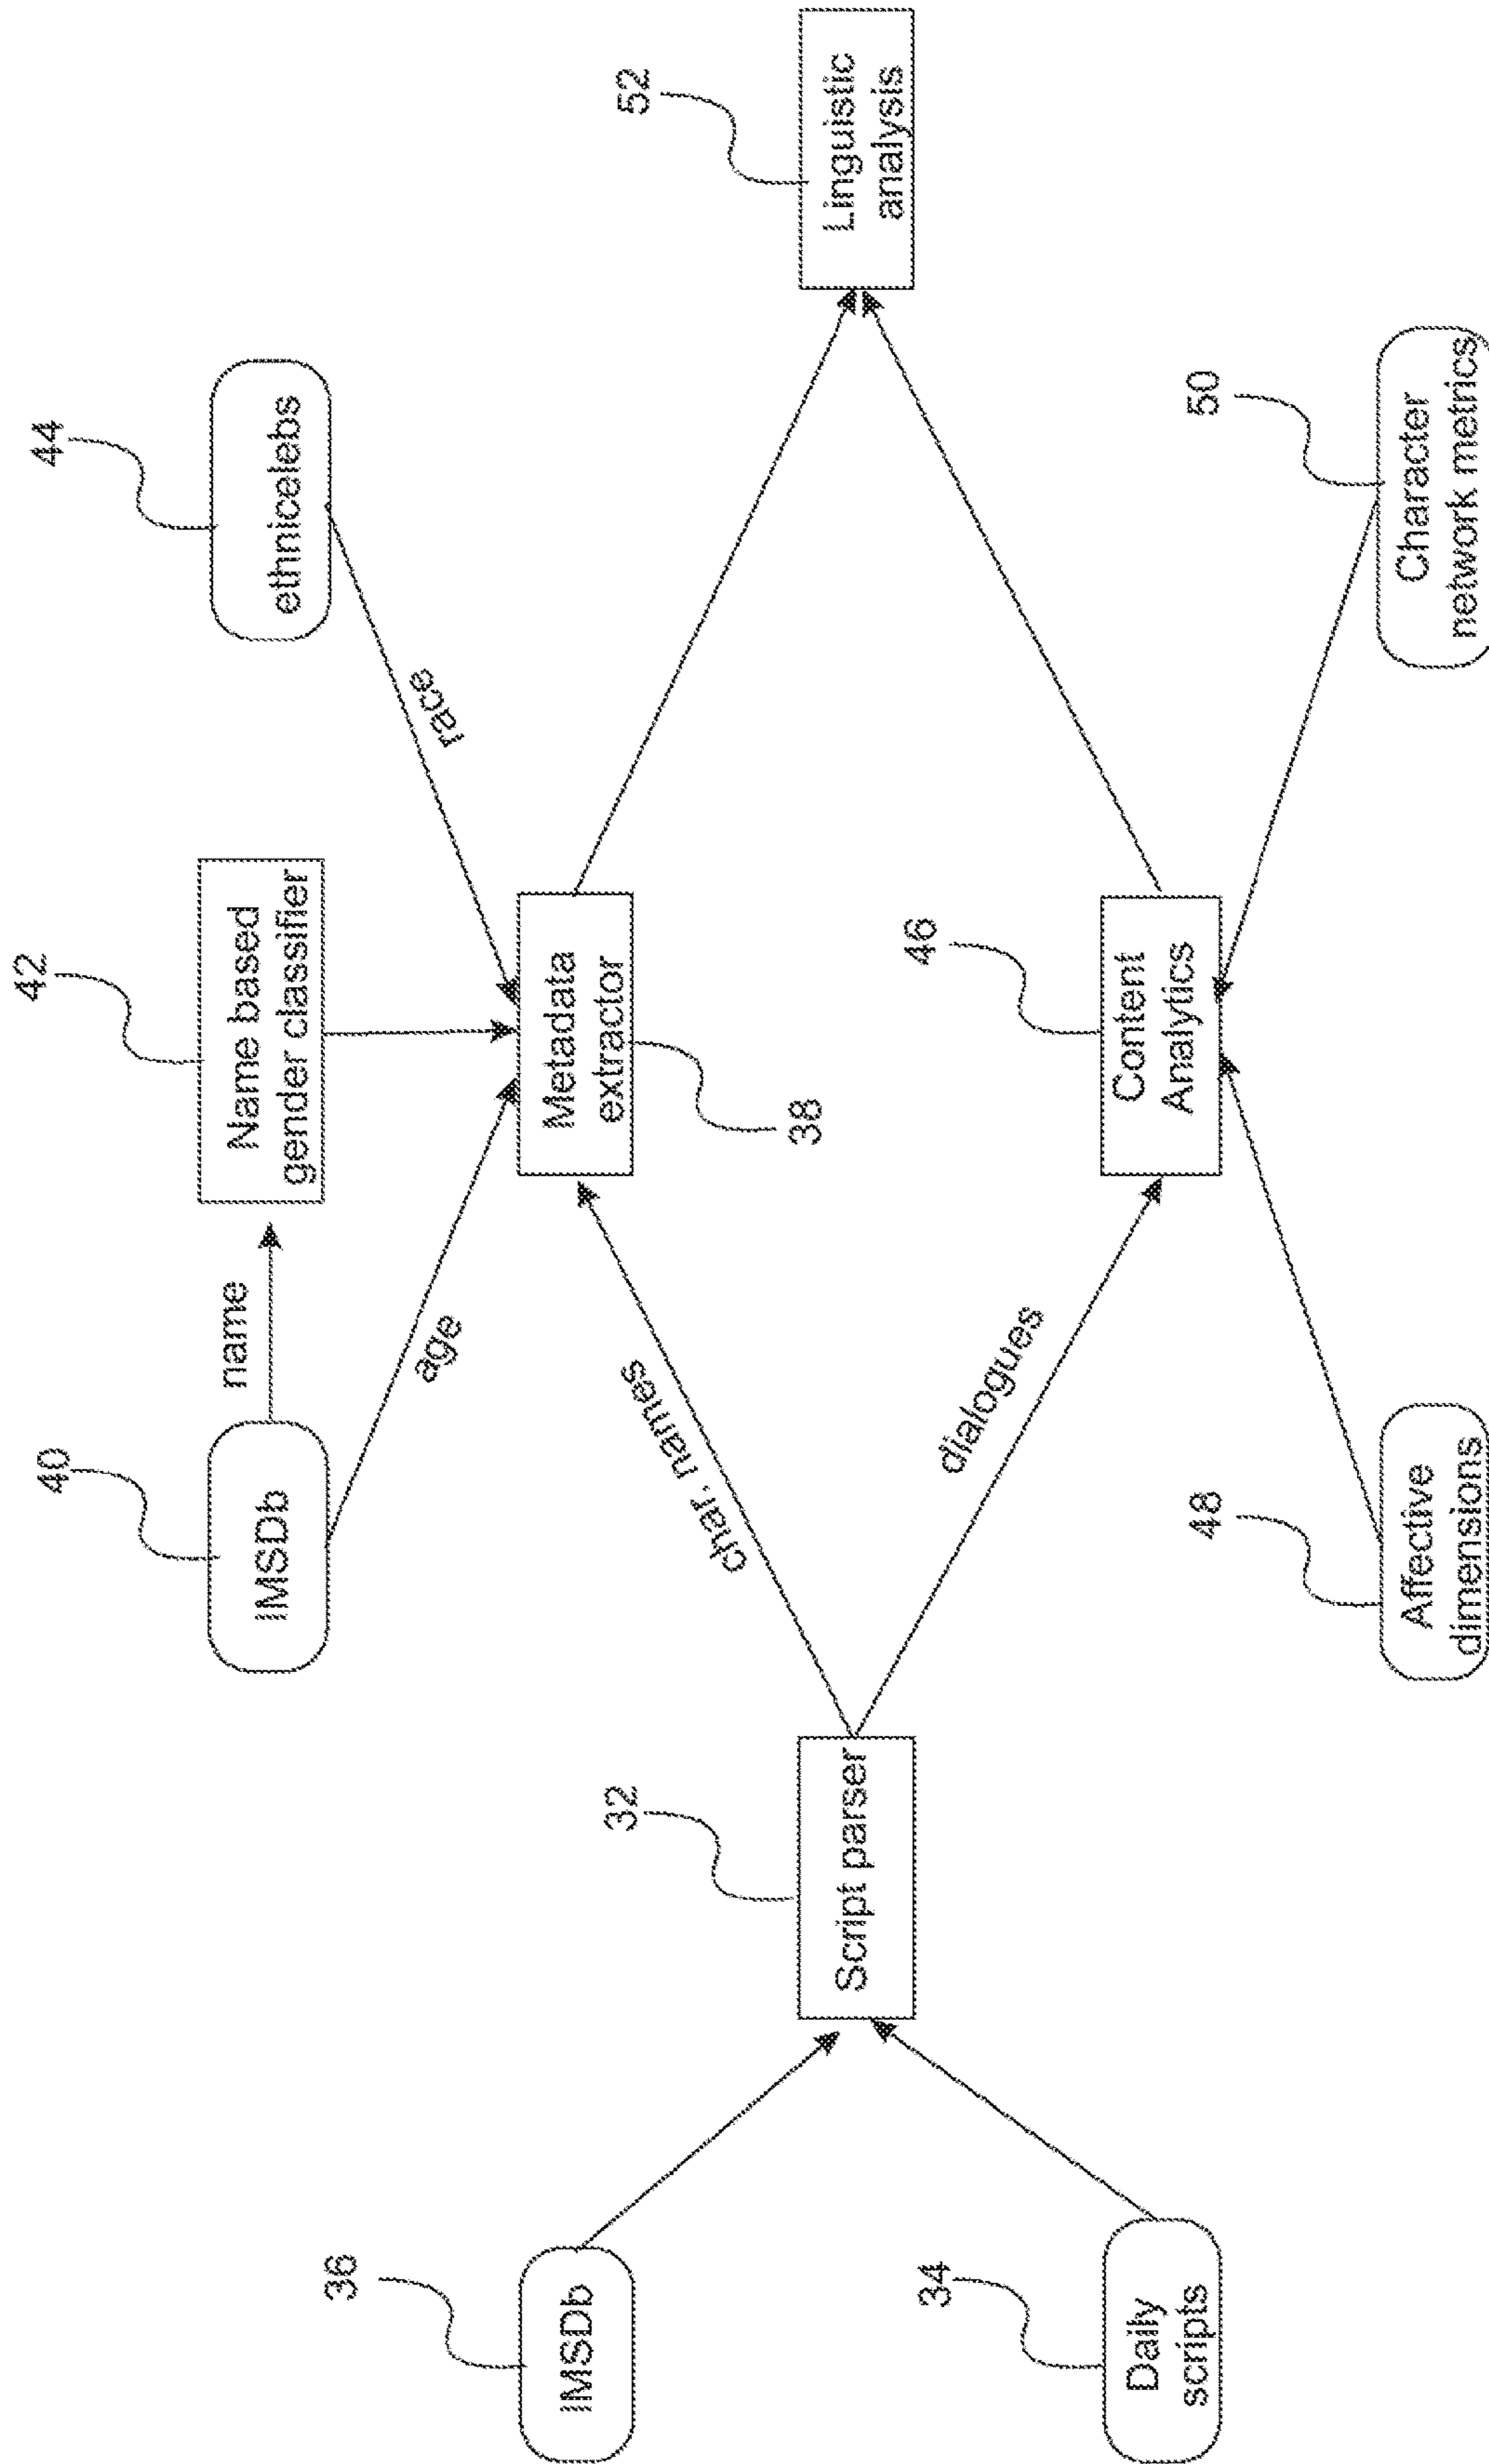 40
42
44
IMSDb
name
Name based
gender classifier
ethnicelebs
age
race
36
IMSDb
char. names
Metadata
extractor
38
32
Script parser
52
Linguistic
analysis
34
Daily
scripts
dialogues
46
Content
Analytics
48
Affective
dimensions
50
Character
network metrics